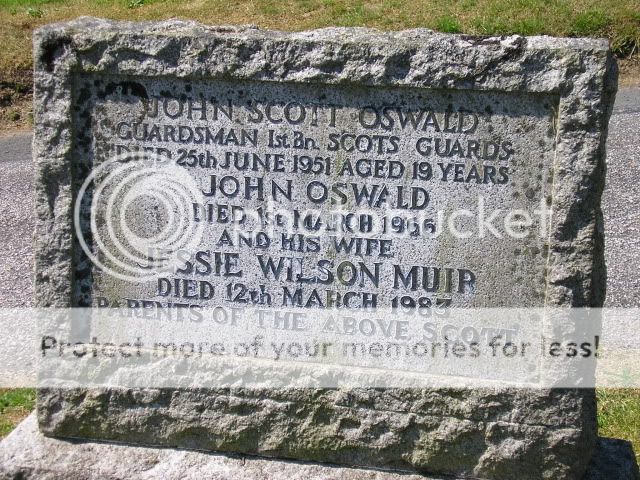 JOHN SCOTT OSWALD
GUARDSMAN 1st Bn. SCOTS GUARDS
DIED 25th JUNE 1951 AGED 19 YEARS
JOHN OSWALD
DIED MARCH
AND HIS WIFE
JESSIE WILSON MUIR
DIED 12th MARCH 1983
PARENTS OF THE ABOVE SCOTT
photobucket
Protect more of your memories for less!